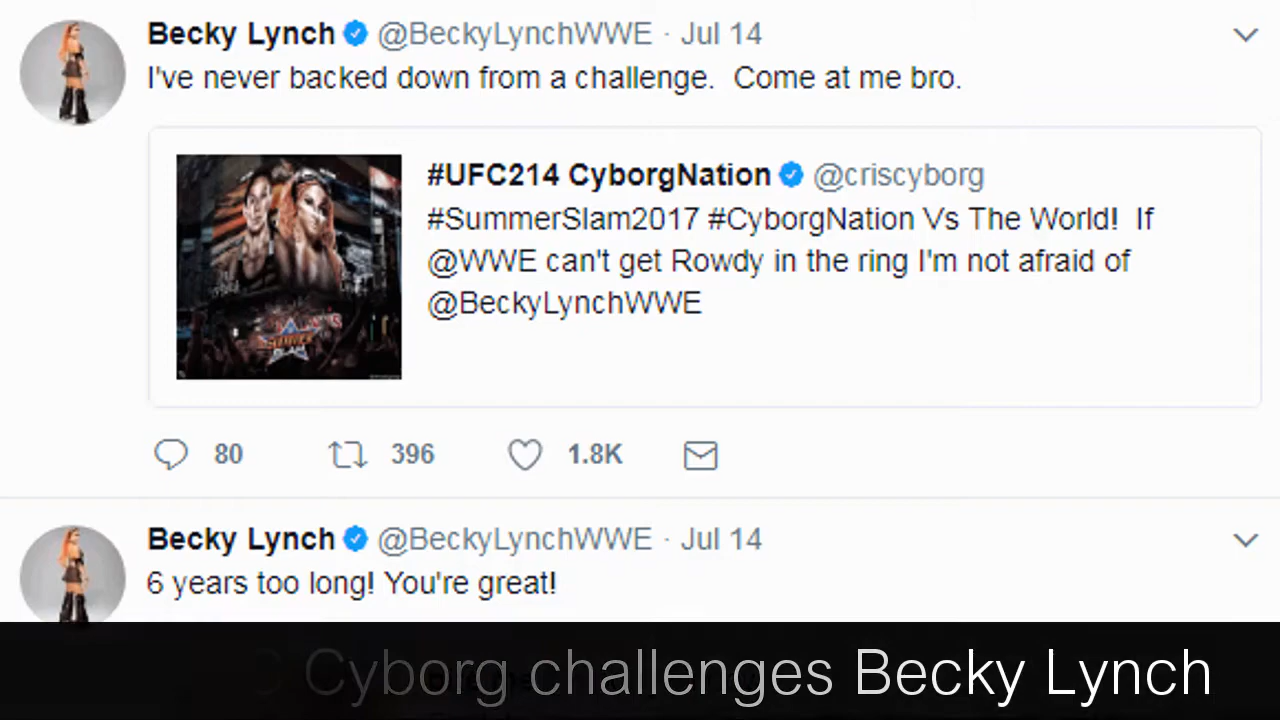 Becky Lynch @BeckyLynchWWE · Jul 14
I've never backed down from a challenge.  Come at me bro.
#UFC214 CyborgNation @criscyborg
#SummerSlam2017 #CyborgNation Vs The World!  If
@WWE can't get Rowdy in the ring I'm not afraid of
@BeckyLynchWWE
SUMMER
SLAM
80 396 1.8K
Becky Lynch @BeckyLynchWWE · Jul 14
6 years too long! You're great!
Cyborg challenges Becky Lynch